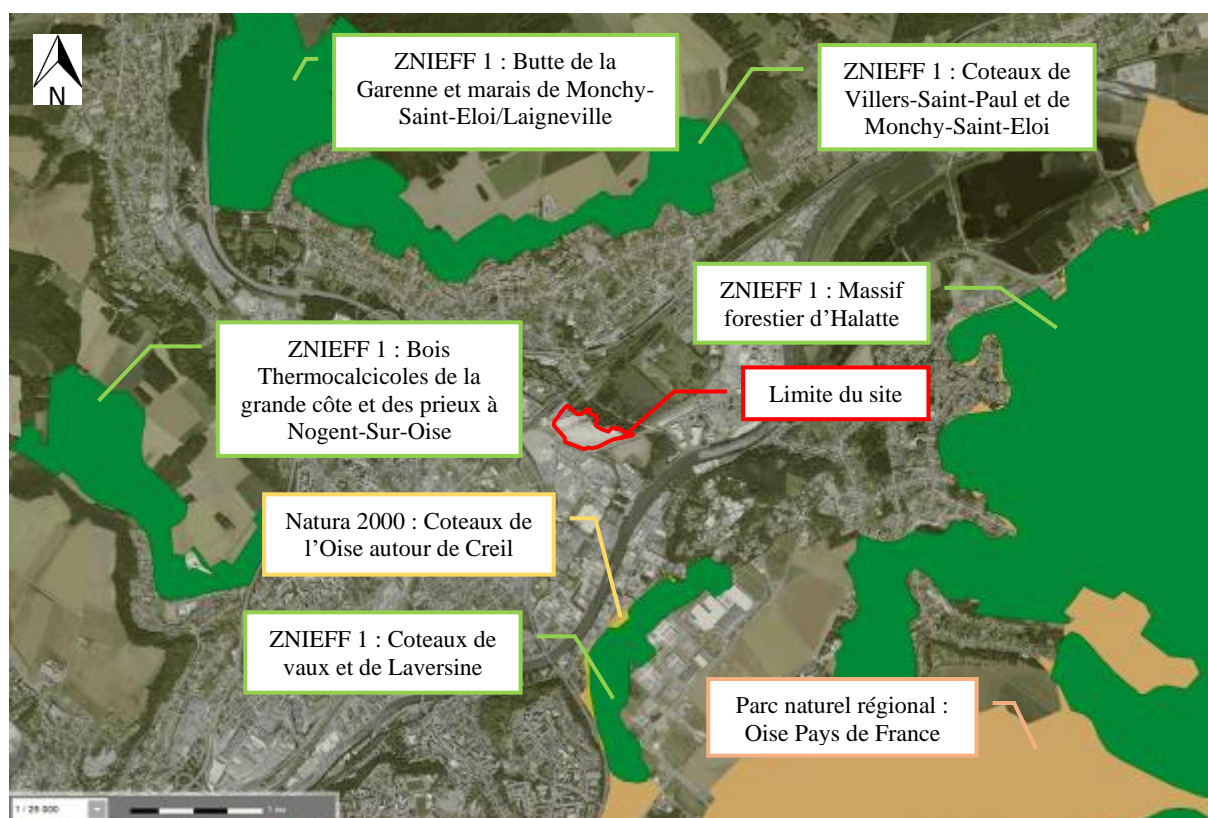 N
ZNIEFF 1 : Butte de la
Garenne et marais de Monchy-
Saint-Eloi/Laigneville
ZNIEFF 1 : Coteaux de
Villers-Saint-Paul et de
Monchy-Saint-Eloi
ZNIEFF 1 : Massif
forestier d’Halatte
ZNIEFF 1 : Bois
Thermocalcicoles de la
grande côte et des prieux à
Nogent-Sur-Oise
Limite du site
Natura 2000 : Coteaux de
l’Oise autour de Creil
ZNIEFF 1 : Coteaux de
vaux et de Laversine
Parc naturel régional :
Oise Pays de France
1 / 25 000